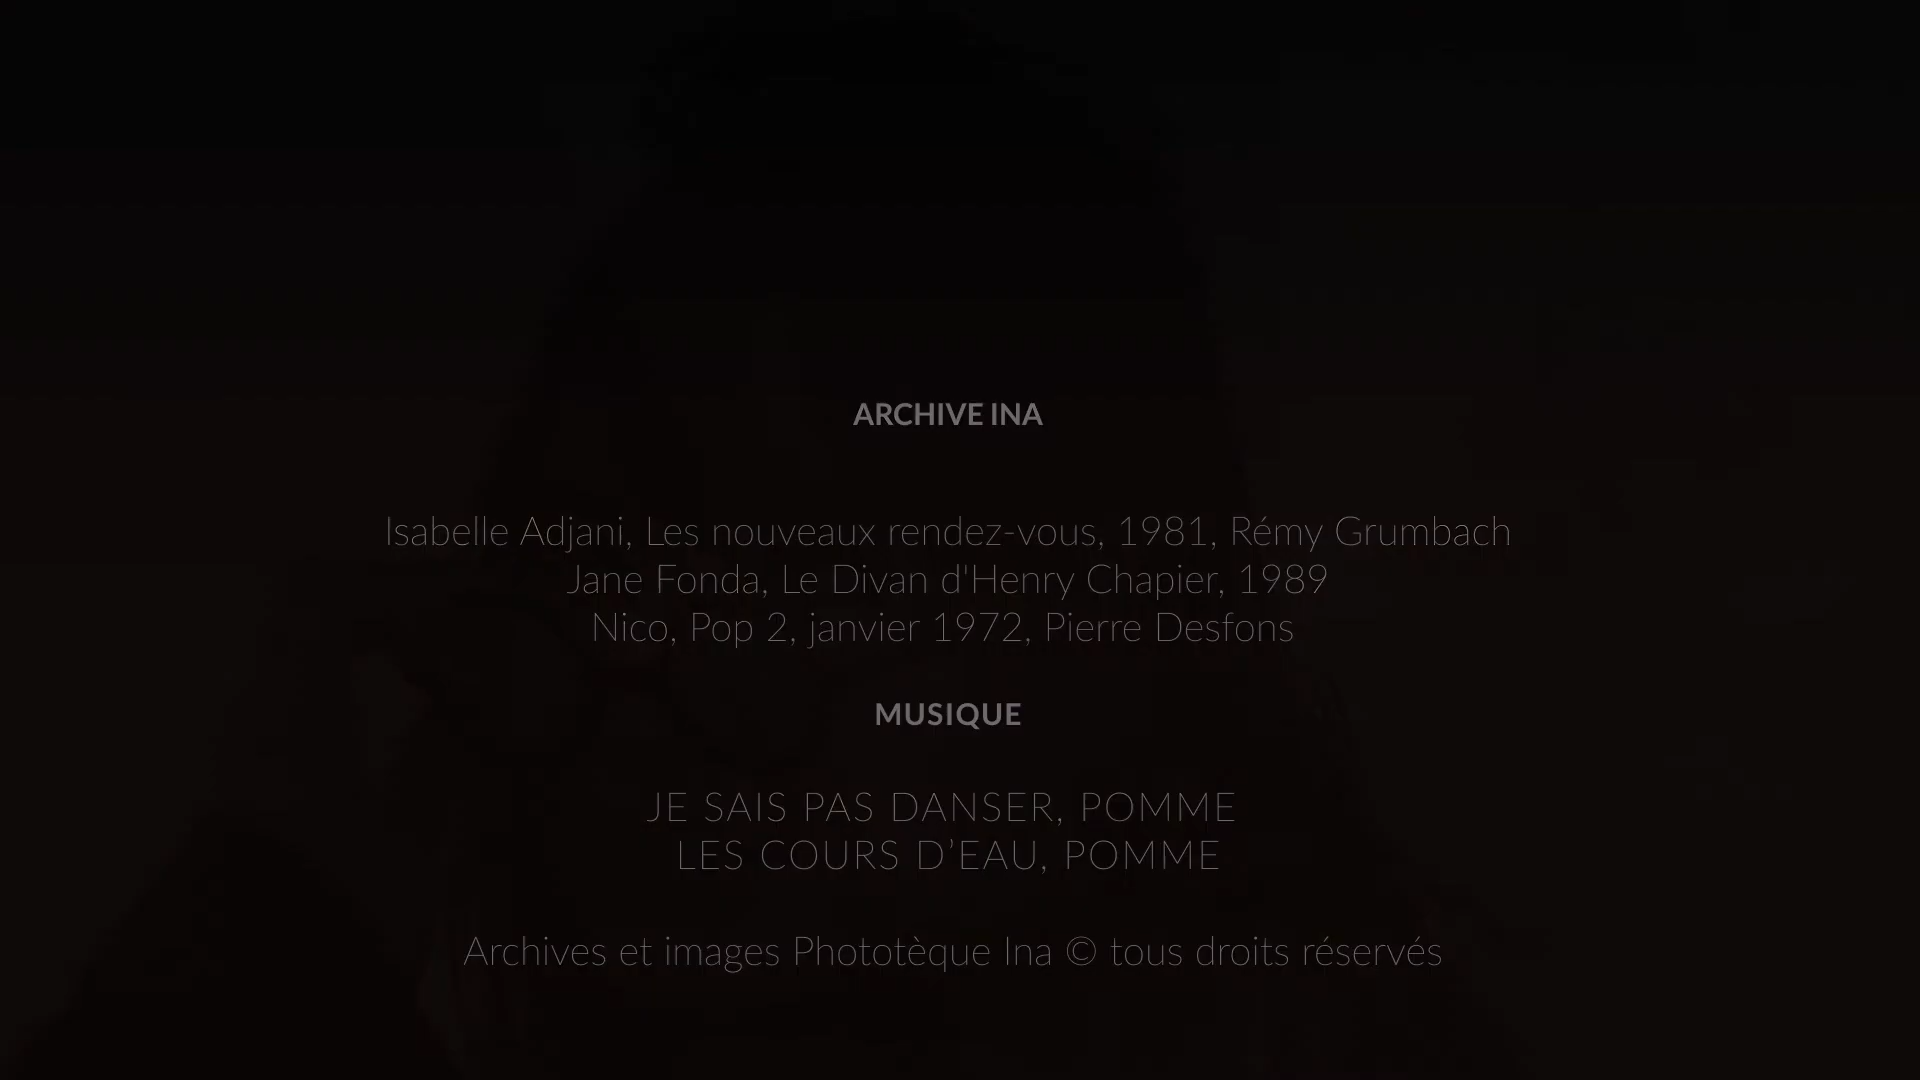 ARCHIVE INA
Isabelle Adjani, Les nouveaux rendez-vous, 1981, Rémy Grumbach
Jane Fonda, Le Divan d'Henry Chapier, 1989
Nico, Pop 2, janvier 1972, Pierre Desfons
MUSIQUE
JE SAIS PAS DANSER, POMME
LES COURS D’EAU, POMME
Archives et images Phototèque Ina © tous droits réservés